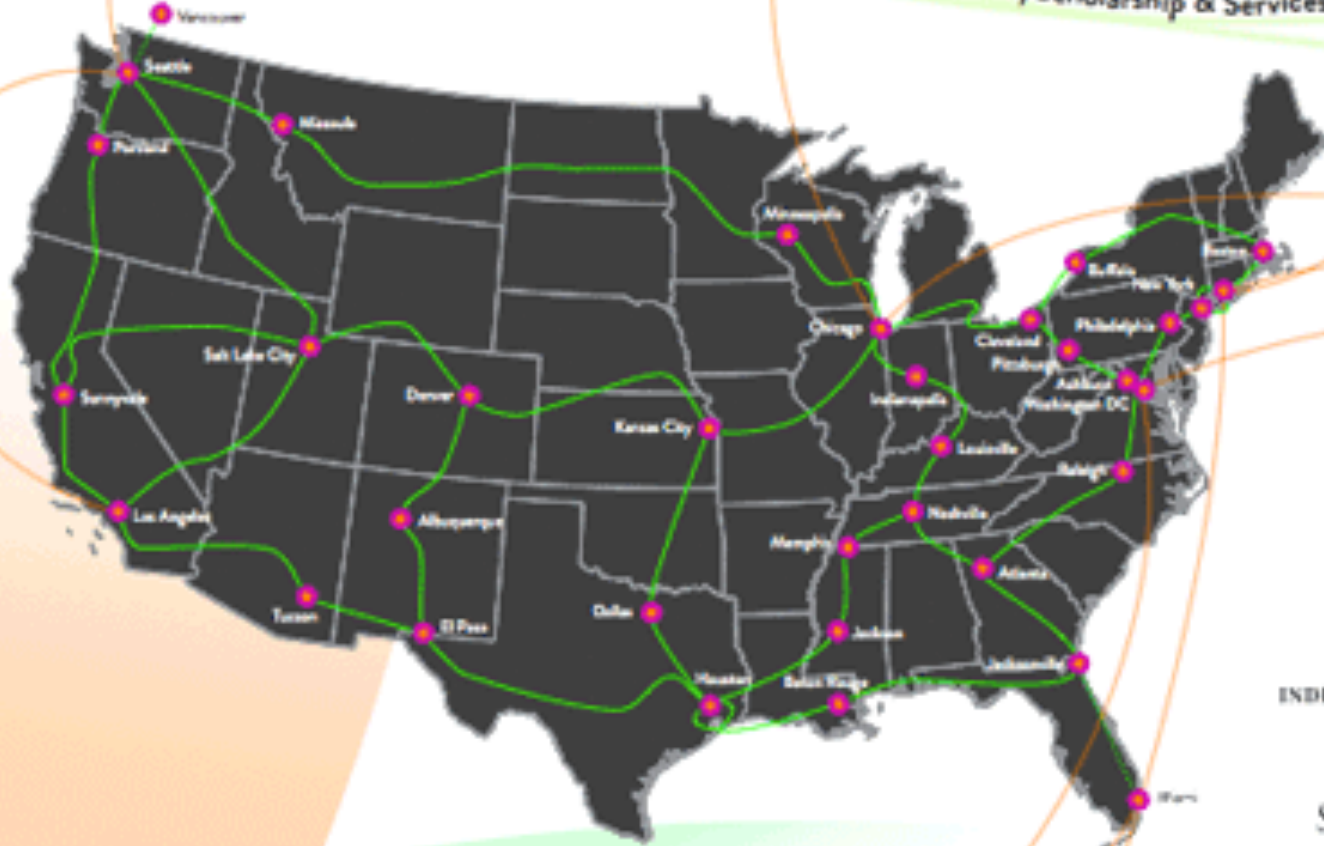 Scholarship & Services
Vancouver
Seattle
Missoula
Portland
Minneapolis
Boston
Buffalo
New York
Chicago
Philadelphia
Cleveland
Salt Lake City
Pittsburgh
Ashburn
Washington DC
Denver
Sunnyvale
Indianapolis
Kansas City
Louisville
Raleigh
Los Angeles
Albuquerque
Nashville
Memphis
Atlanta
Tucson
Dallas
El Paso
Jackson
Jacksonville
Houston
Baton Rouge
IND
Miami